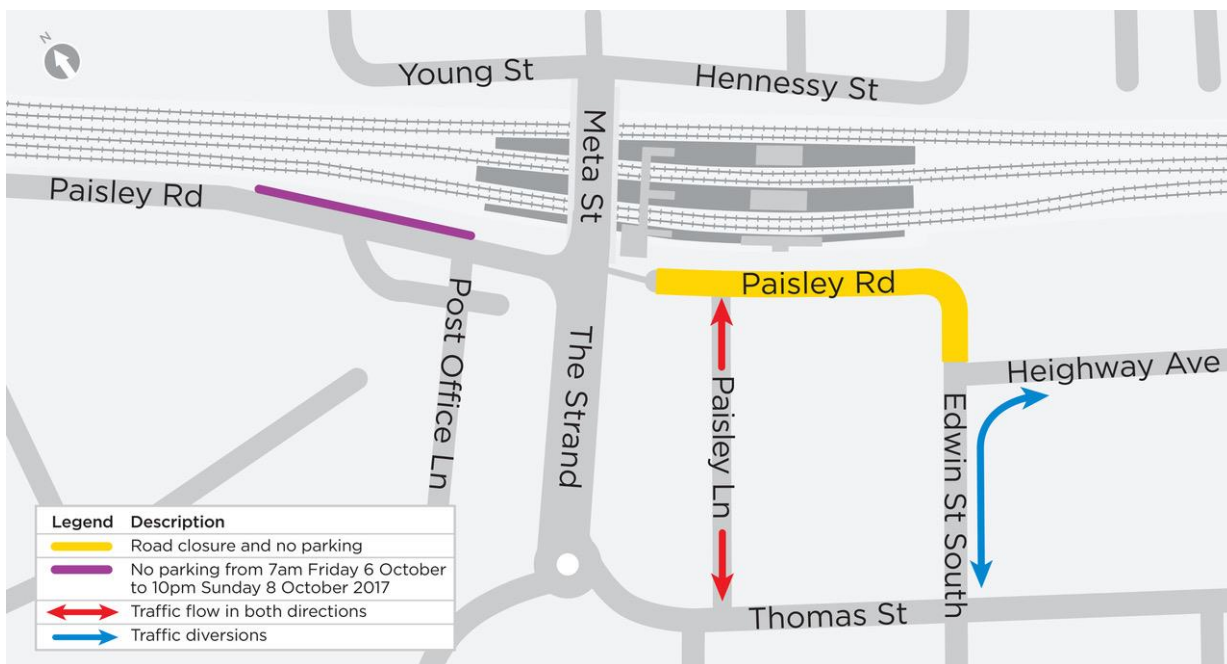 N
Young St
Hennessy St
Meta St
Paisley Rd
Paisley Rd
Post Office Ln
The Strand
Paisley Ln
Heighway Ave
Edwin St South
Thomas St
Legend Description
Road closure and no parking
No parking from 7am Friday 6 October
to 10pm Sunday 8 October 2017
Traffic flow in both directions
Traffic diversions